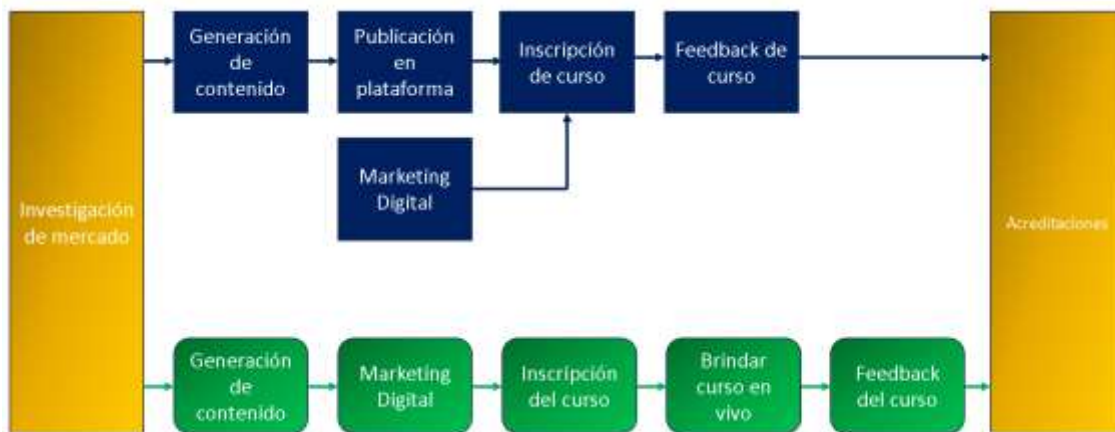 Investigación
de mercado
Generación
de
contenido
Publicación
en
plataforma
Inscripción
de curso
Feedback de
curso
Marketing
Digital
Generación
de
contenido
Marketing
Digital
Inscripción
del curso
Brindar
curso en
vivo
Feedback
del curso
Acreditaciones